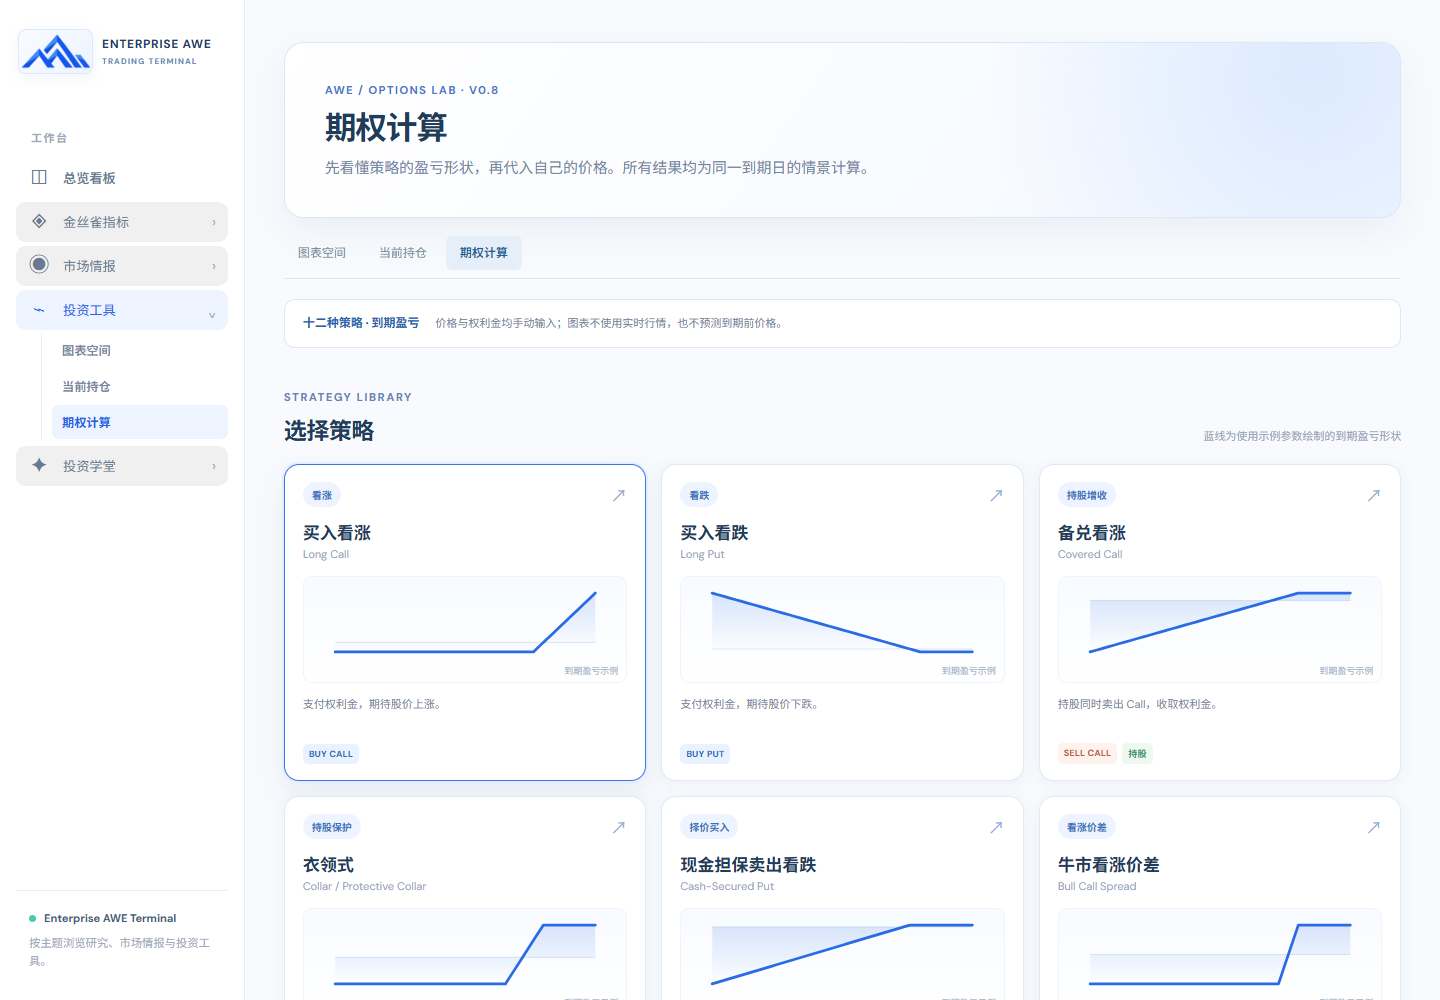 ENTERPRISE AWE
TRADING TERMINAL
工作台
总览看板
金丝雀指标
市场情报
投资工具
图表空间
当前持仓
期权计算
投资学堂
Enterprise AWE Terminal
按主题浏览研究、市场情报与投资工
具。
AWE / OPTIONS LAB · V0.8
期权计算
先看懂策略的盈亏形状，再代入自己的价格。所有结果均为同一到期日的情景计算。
图表空间 当前持仓 期权计算
十二种策略 · 到期盈亏 价格与权利金均手动输入；图表不使用实时行情，也不预测到期前价格。
STRATEGY LIBRARY
选择策略
蓝线为使用示例参数绘制的到期盈亏形状
看涨
买入看涨
Long Call
到期盈亏示例
支付权利金，期待股价上涨。
BUY CALL
看跌
买入看跌
Long Put
到期盈亏示例
支付权利金，期待股价下跌。
BUY PUT
持股增收
备兑看涨
Covered Call
到期盈亏示例
持股同时卖出 Call，收取权利金。
SELL CALL 持股
持股保护
衣领式
Collar / Protective Collar
择价买入
现金担保卖出看跌
Cash-Secured Put
看涨价差
牛市看涨价差
Bull Call Spread